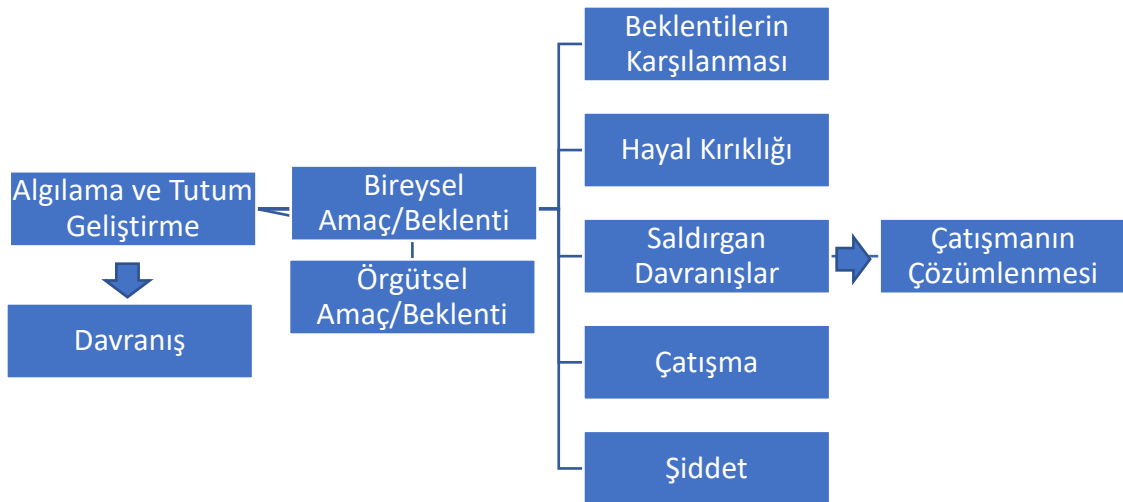 Algılama ve Tutum
Geliştirme
Davranış
Bireysel
Amaç/Beklenti
Örgütsel
Amaç/Beklenti
Beklentilerin
Karşılanması
Hayal Kırıklığı
Saldırgan
Davranışlar
Çatışma
Şiddet
Çatışmanın
Çözümlenmesi